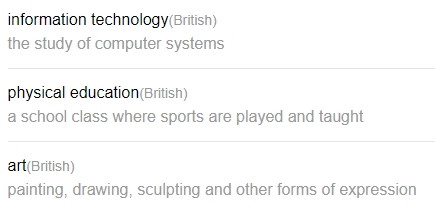 information technology(British)
the study of computer systems
physical education(British)
a school class where sports are played and taught
art(British)
painting, drawing, sculpting and other forms of expression